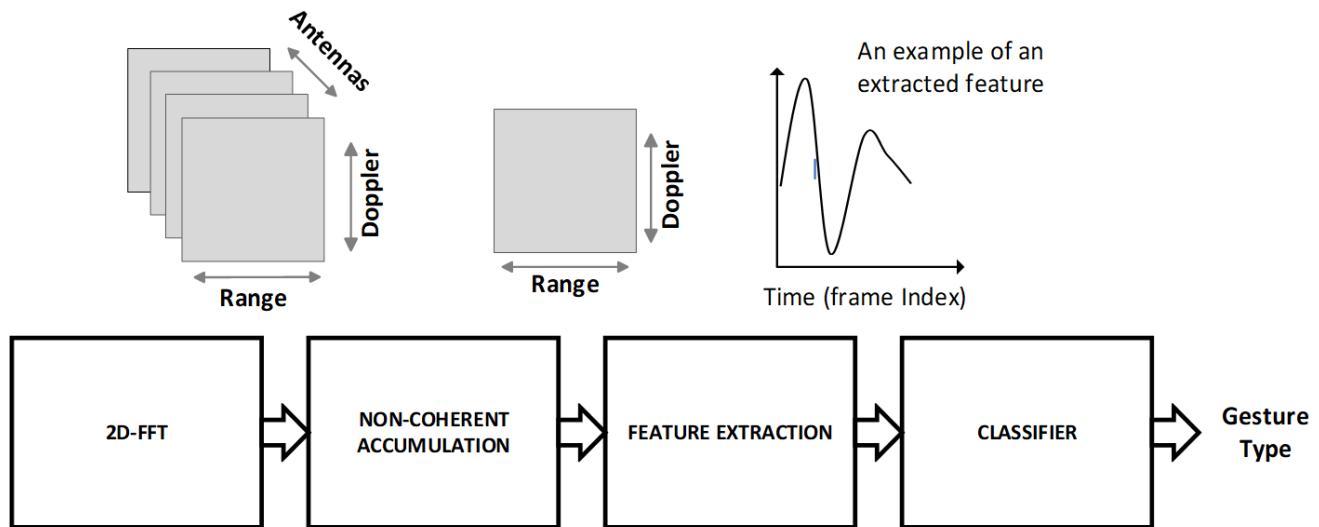 Antennas
Doppler
Range
Doppler
Range
An example of an
extracted feature
Time (frame Index)
2D-FFT
NON-COHERENT
ACCUMULATION
FEATURE EXTRACTION
CLASSIFIER
Gesture
Type